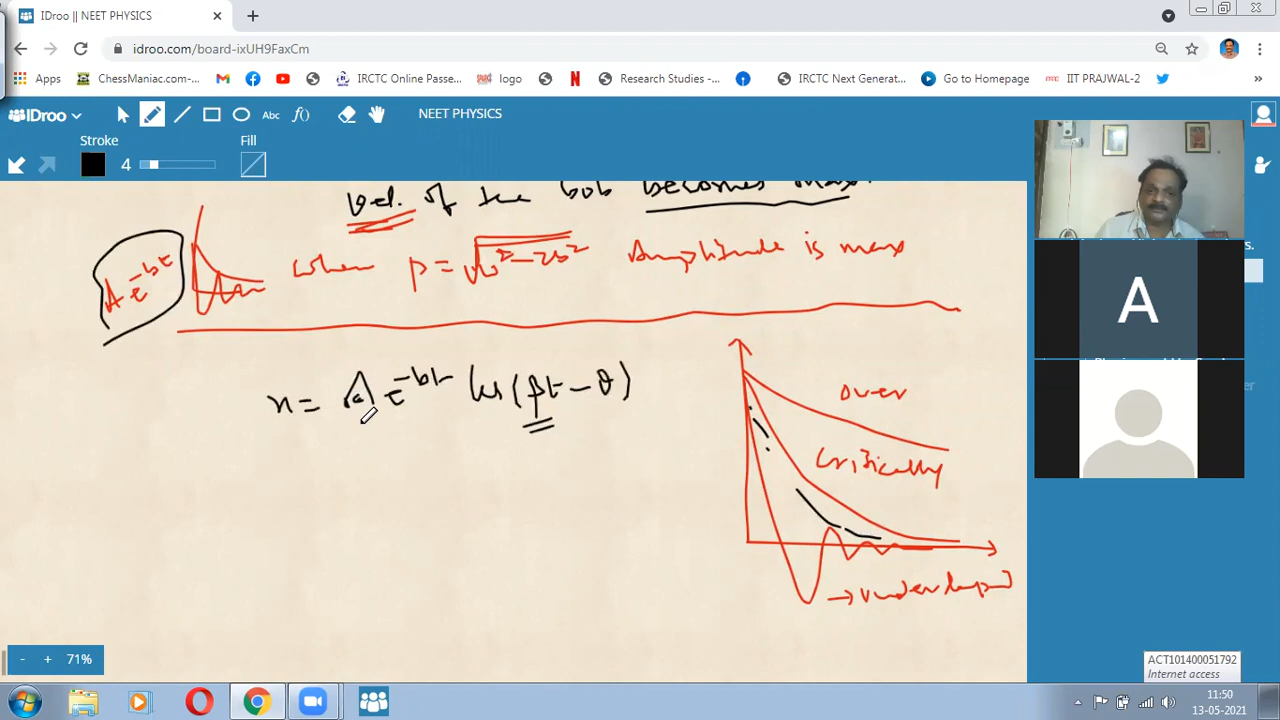 IDroo || NEET PHYSICS
idroo.com/board-ixUH9FaxCm
Apps
ChessManiac.com-...
IRCTC Online Passe...
logo
Research Studies -...
IRCTC Next Generat...
Go to Homepage
IIT PRAJWAL-2
IDroo
Abc
f()
NEET PHYSICS
Stroke
Fill
4
Vel. of the bob becomes max.
Ae^-bt
when p = √w²-2b² Amplitude is max
x = A e^-bt cos(pt-θ)
over
critically
→ underdamped
A
71%
ACT101400051792
Internet access
11:50
13-05-2021